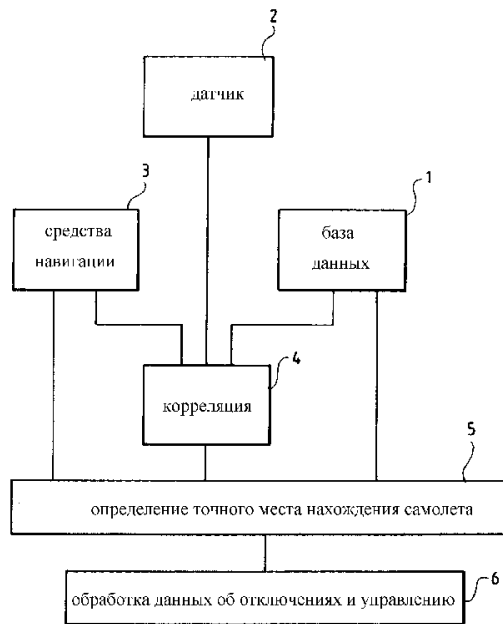 2
датчик
3
средства
навигации
1
база
данных
4
корреляция
5
определение точного места нахождения самолета
обработка данных об отключениях и управлению
6